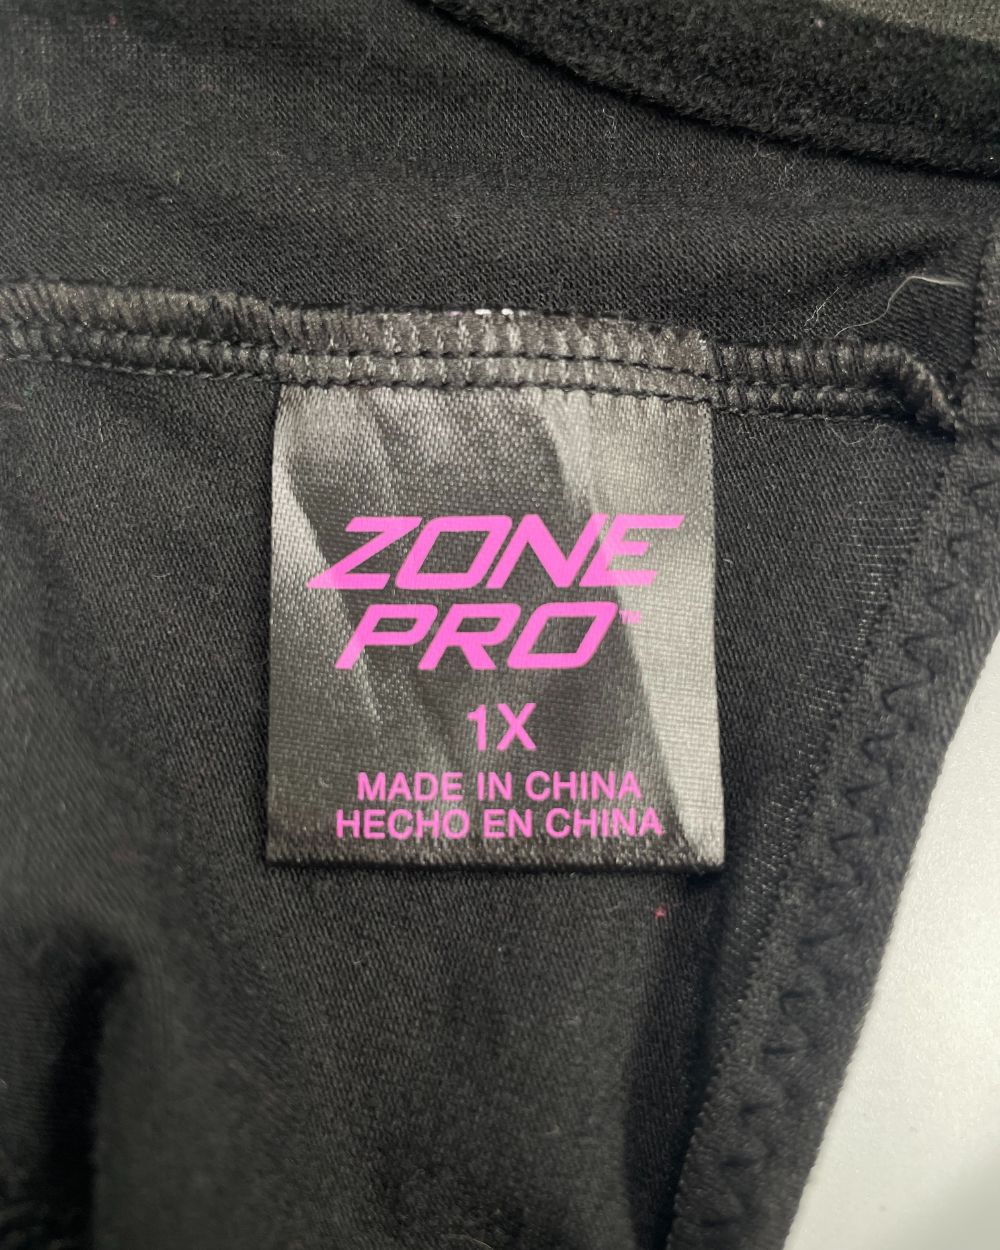 ZONE
PRO™
1X
MADE IN CHINA
HECHO EN CHINA